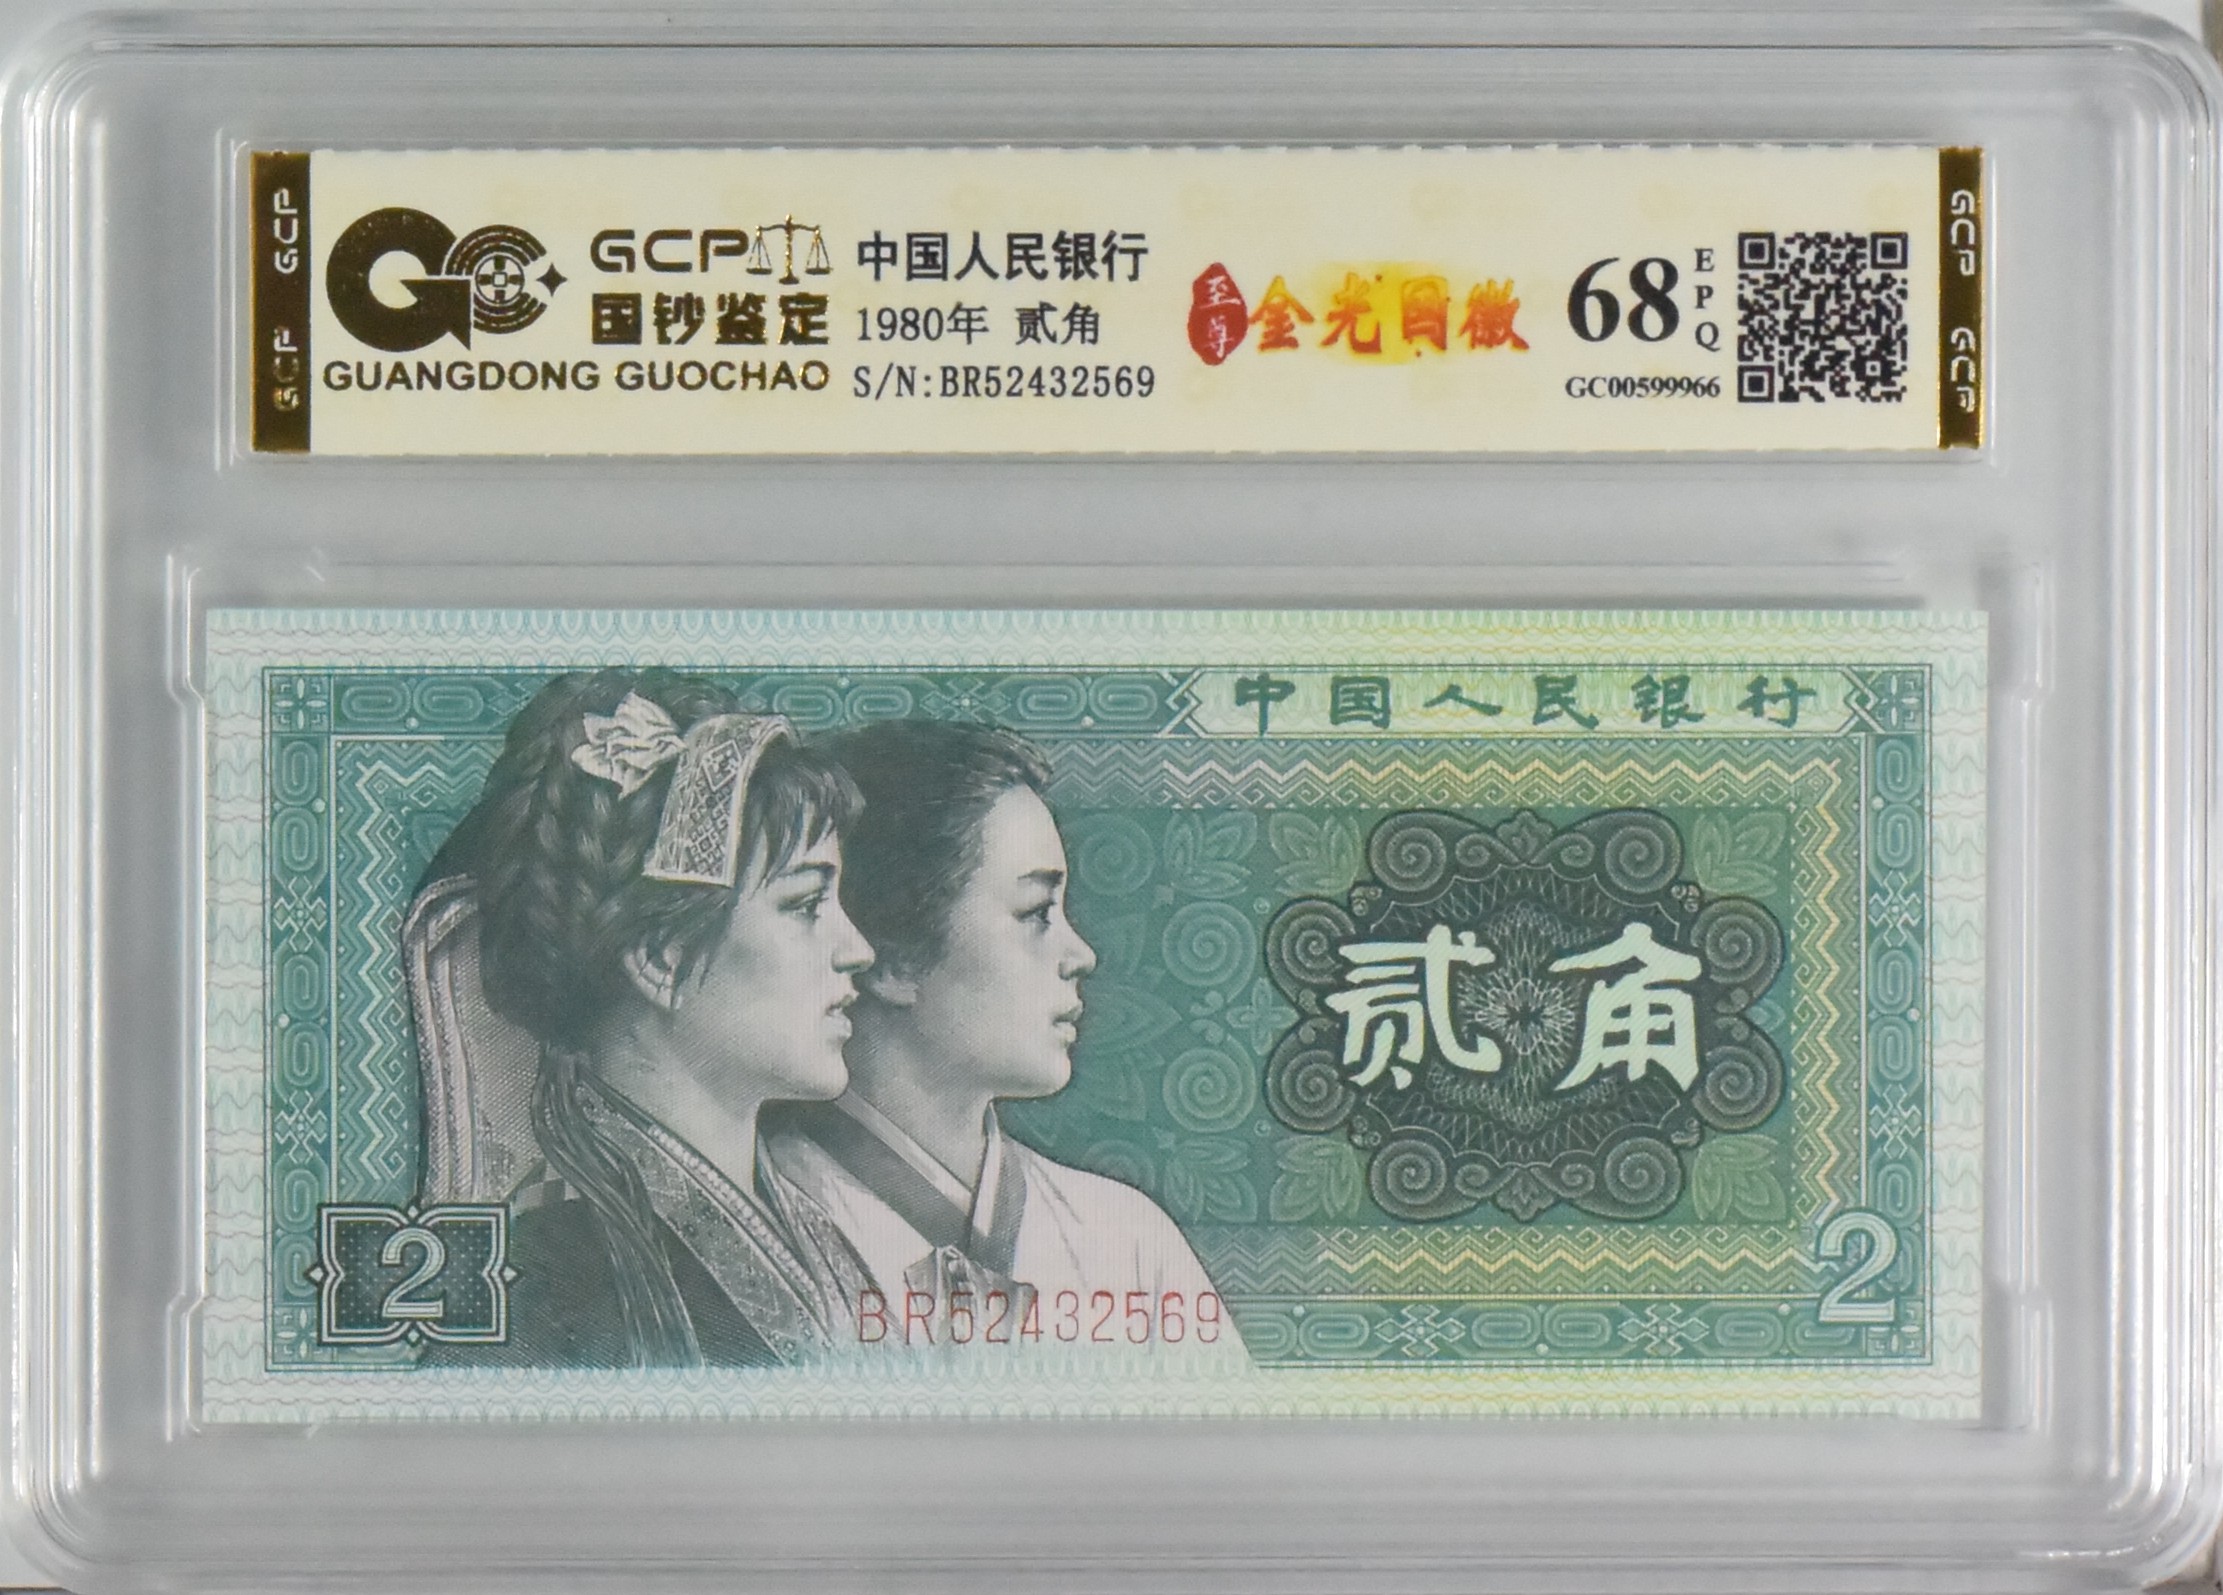 GCP GCP
GCP
国钞鉴定
GUANGDONG GUOCHAO
中国人民银行
1980年 贰角
S/N:BR52432569
至尊
金光国徽
68
EPQ
GC00599966
GCP GCP
中国人民银行
贰角
2
BR52432569
2